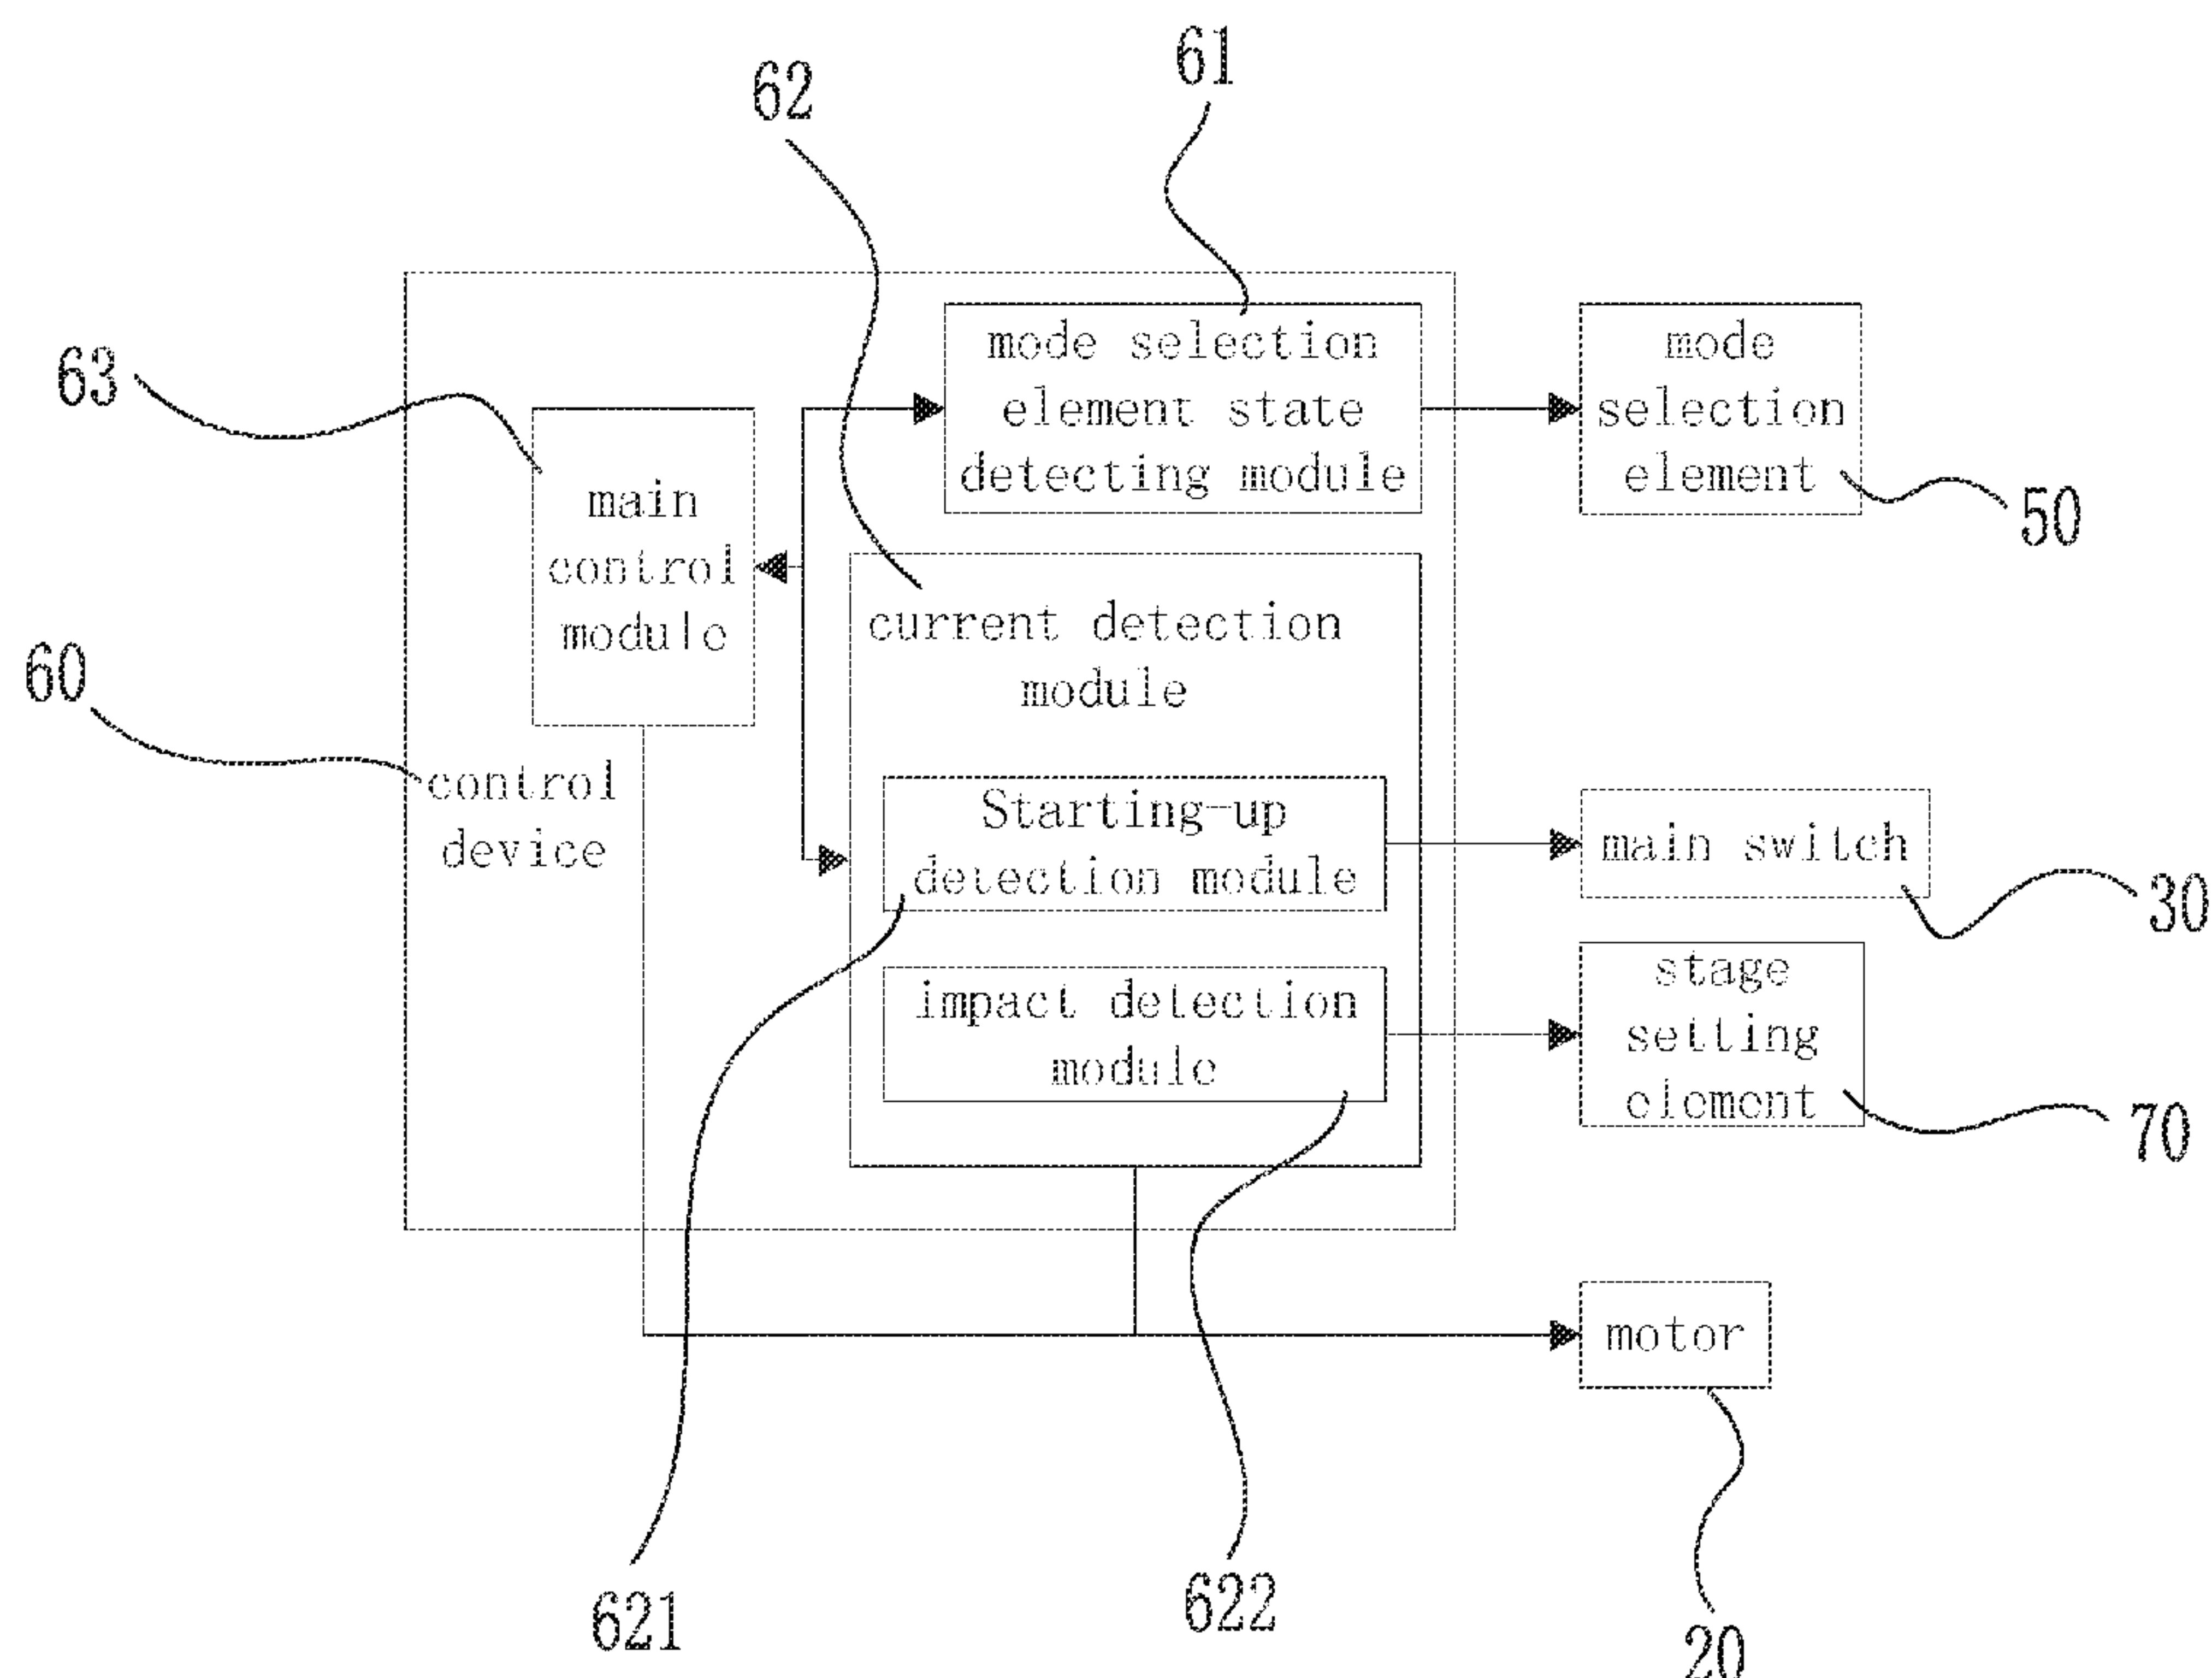 61
62
mode selection
element state
detecting module
mode
selection
element
63
main
control
module
50
current detection
module
60
control
device
Starting-up
detection module
main switch
30
impact detection
module
stage
setting
element
70
motor
621
622
20